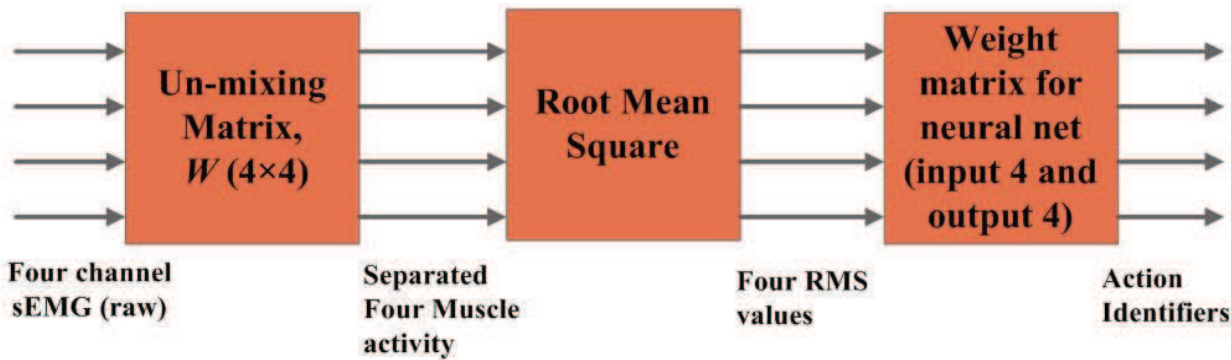 Un-mixing
Matrix,
W (4×4)
Root Mean
Square
Weight
matrix for
neural net
(input 4 and
output 4)
Four channel
sEMG (raw)
Separated
Four Muscle
activity
Four RMS
values
Action
Identifiers